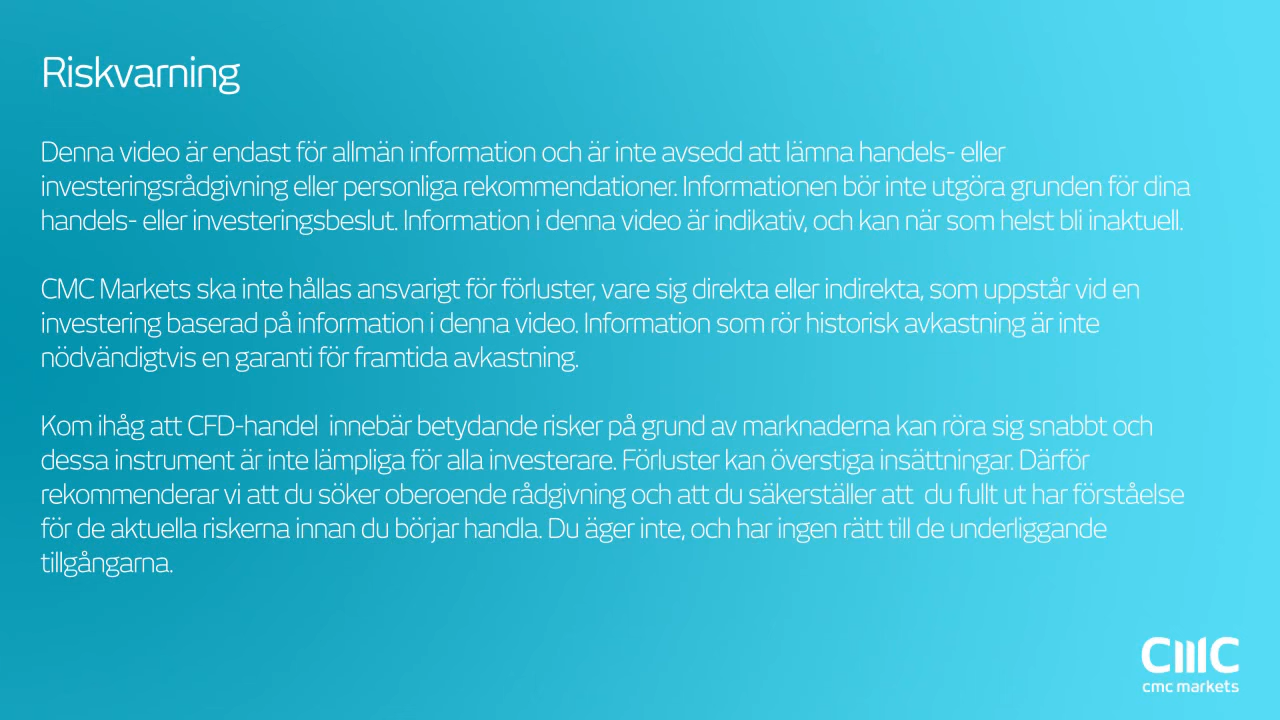 Riskvarning
Denna video är endast för allmän information och är inte avsedd att lämna handels- eller
investeringsrådgivning eller personliga rekommendationer. Informationen bör inte utgöra grunden för dina
handels- eller investeringsbeslut. Information i denna video är indikativ, och kan när som helst bli inaktuell.
CMC Markets ska inte hållas ansvarigt för förluster, vare sig direkta eller indirekta, som uppstår vid en
investering baserad på information i denna video. Information som rör historisk avkastning är inte
nödvändigtvis en garanti för framtida avkastning.
Kom ihåg att CFD-handel  innebär betydande risker på grund av marknaderna kan röra sig snabbt och
dessa instrument är inte lämpliga för alla investerare. Förluster kan överstiga insättningar. Därför
rekommenderar vi att du söker oberoende rådgivning och att du säkerställer att  du fullt ut har förståelse
för de aktuella riskerna innan du börjar handla. Du äger inte, och har ingen rätt till de underliggande
tillgångarna.
CMC
cmc markets